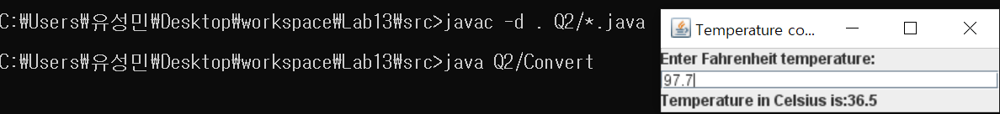 C:₩Users₩유성민₩Desktop₩workspace₩Lab13₩src>javac -d . Q2/*.java
C:₩Users₩유성민₩Desktop₩workspace₩Lab13₩src>java Q2/Convert
Temperature co...
Enter Fahrenheit temperature:
97.7
Temperature in Celsius is:36.5